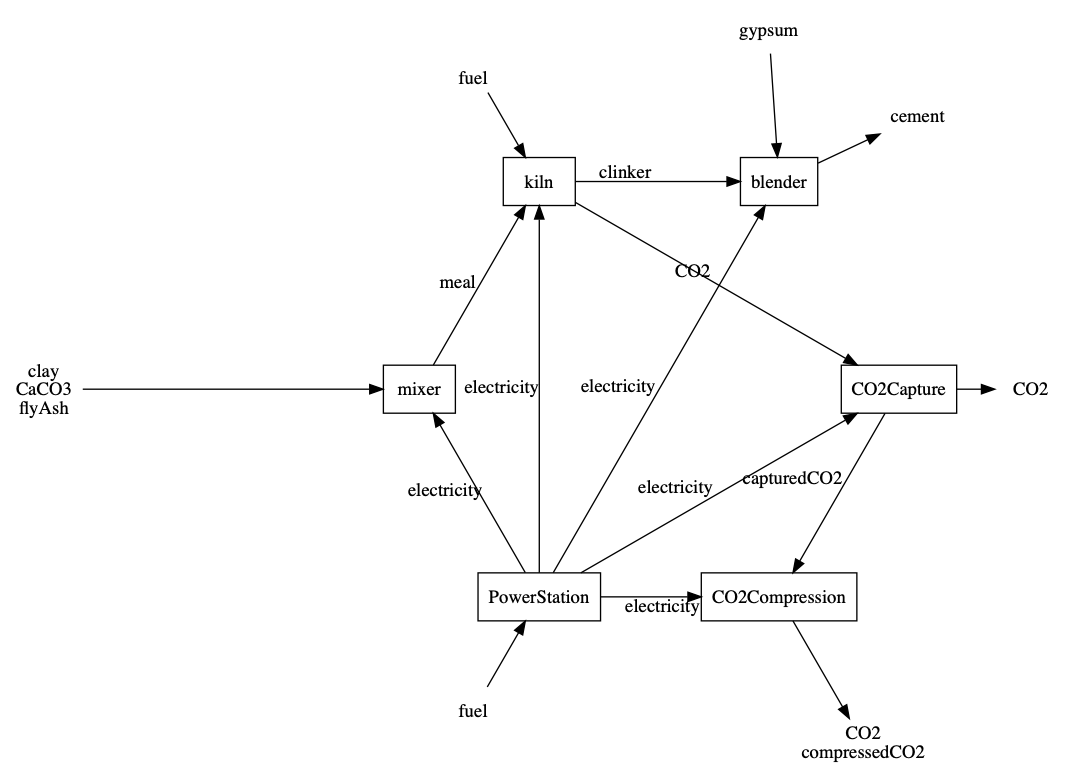 gypsum
fuel
cement
kiln
clinker
blender
CO2
meal
clay
CaCO3
flyAsh
mixer
electricity
electricity
CO2Capture
CO2
electricity
electricity
capturedCO2
PowerStation
electricity
CO2Compression
fuel
CO2
compressedCO2